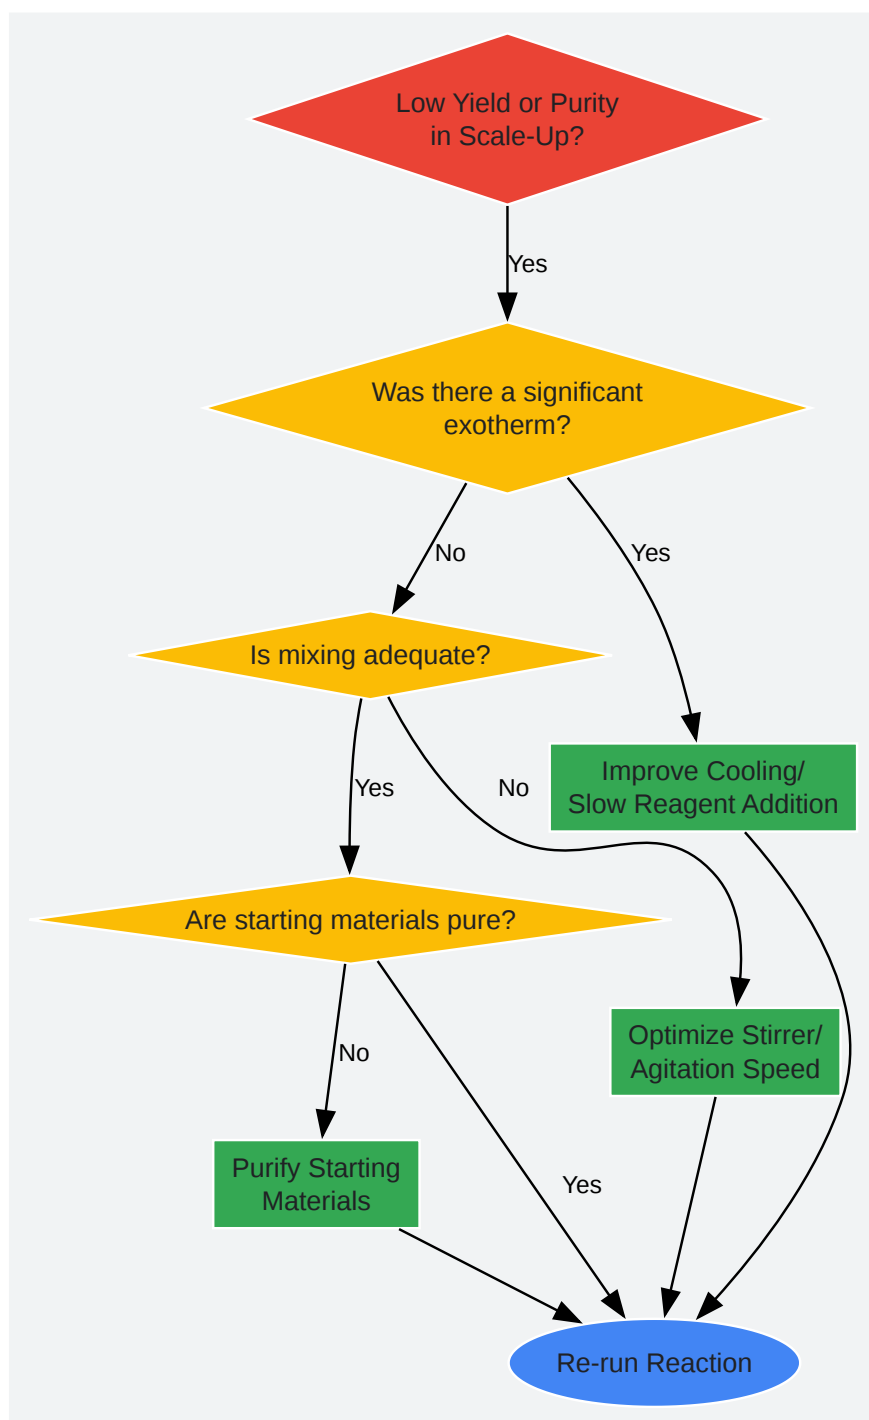 Low Yield or Purity
in Scale-Up?
Yes
Was there a significant
exotherm?
No
Yes
Is mixing adequate?
Improve Cooling/
Slow Reagent Addition
Yes
No
Are starting materials pure?
Optimize Stirrer/
Agitation Speed
No
Purify Starting
Materials
Yes
Re-run Reaction